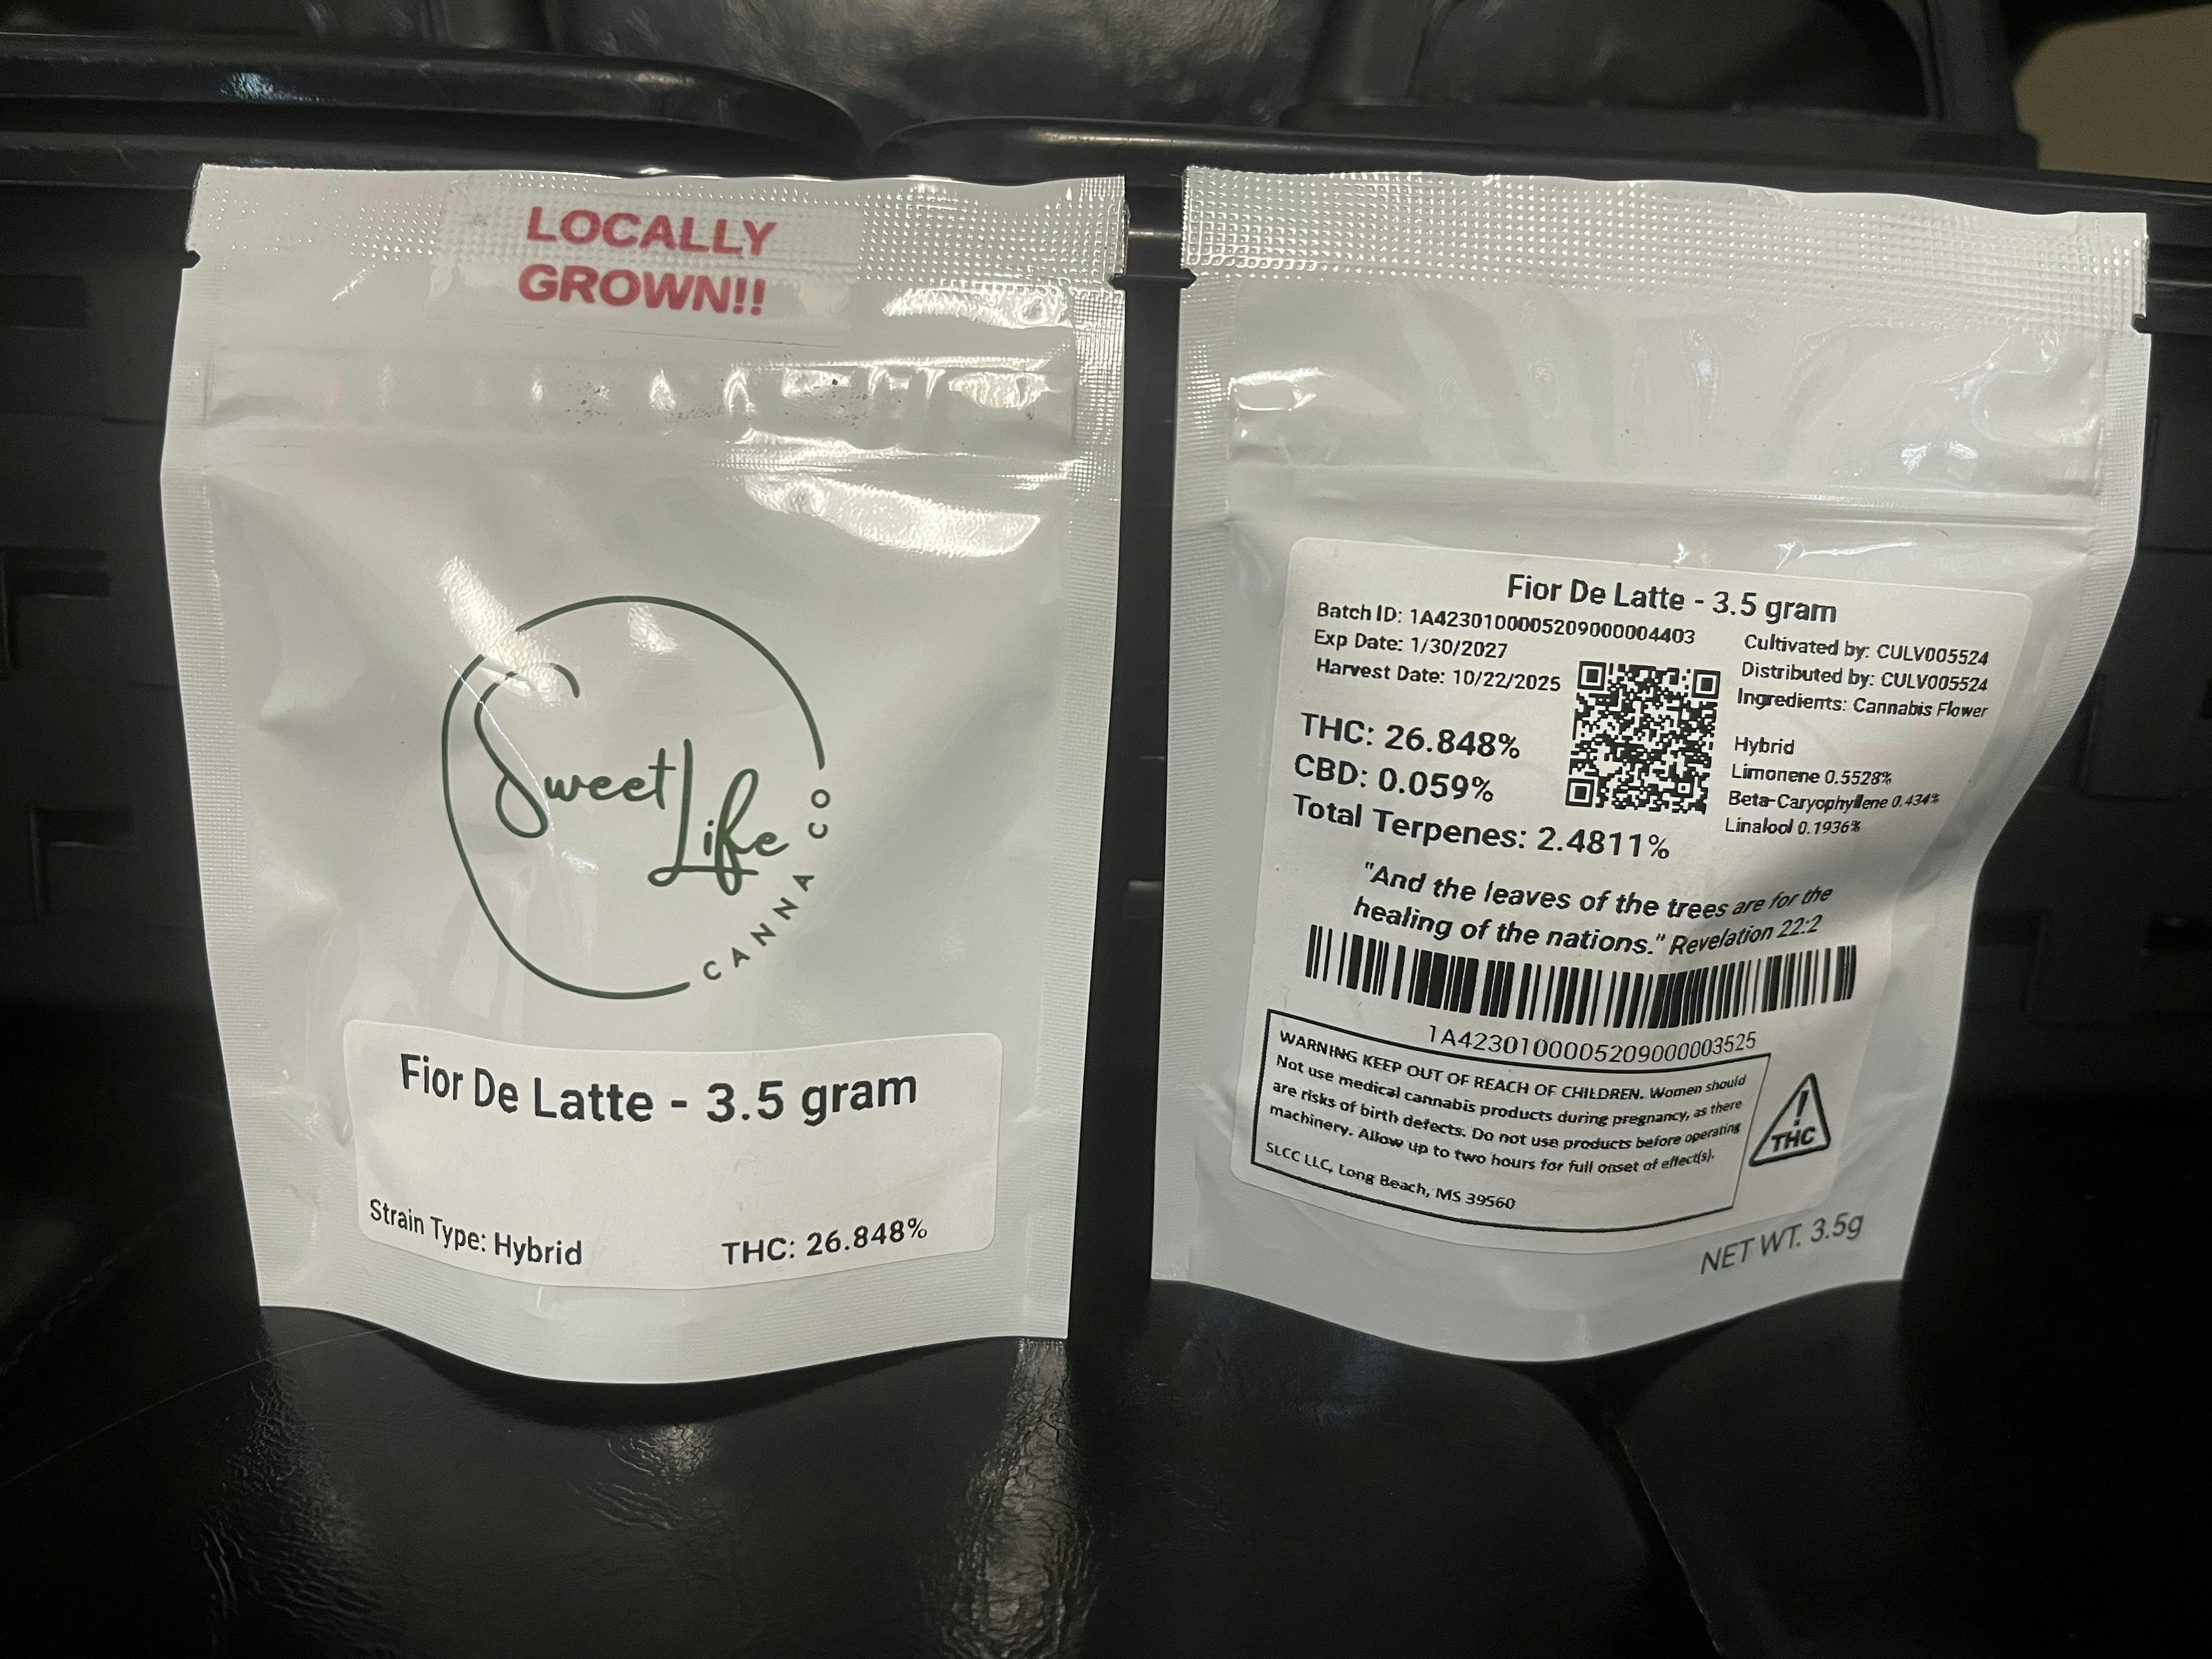 LOCALLY
GROWN!!
Sweet
Life
CANNA CO
Fior De Latte - 3.5 gram
Strain Type: Hybrid
THC: 26.848%
Fior De Latte - 3.5 gram
Batch ID: 1A4230100005209000004403
Exp Date: 1/30/2027
Harvest Date: 10/22/2025
Cultivated by: CULV005524
Distributed by: CULV005524
Ingredients: Cannabis Flower
THC: 26.848%
CBD: 0.059%
Total Terpenes: 2.4811%
Hybrid
Limonene 0.5528%
Beta-Caryophyllene 0.434%
Linalool 0.1936%
"And the leaves of the trees are for the
healing of the nations." Revelation 22:2
1A4230100005209000003525
WARNING KEEP OUT OF REACH OF CHILDREN. Women should
Not use medical cannabis products during pregnancy, as there
are risks of birth defects. Do not use products before operating
machinery. Allow up to two hours for full onset of effect(s).
SLCC LLC, Long Beach, MS 39560
!
THC
NET WT. 3.5g